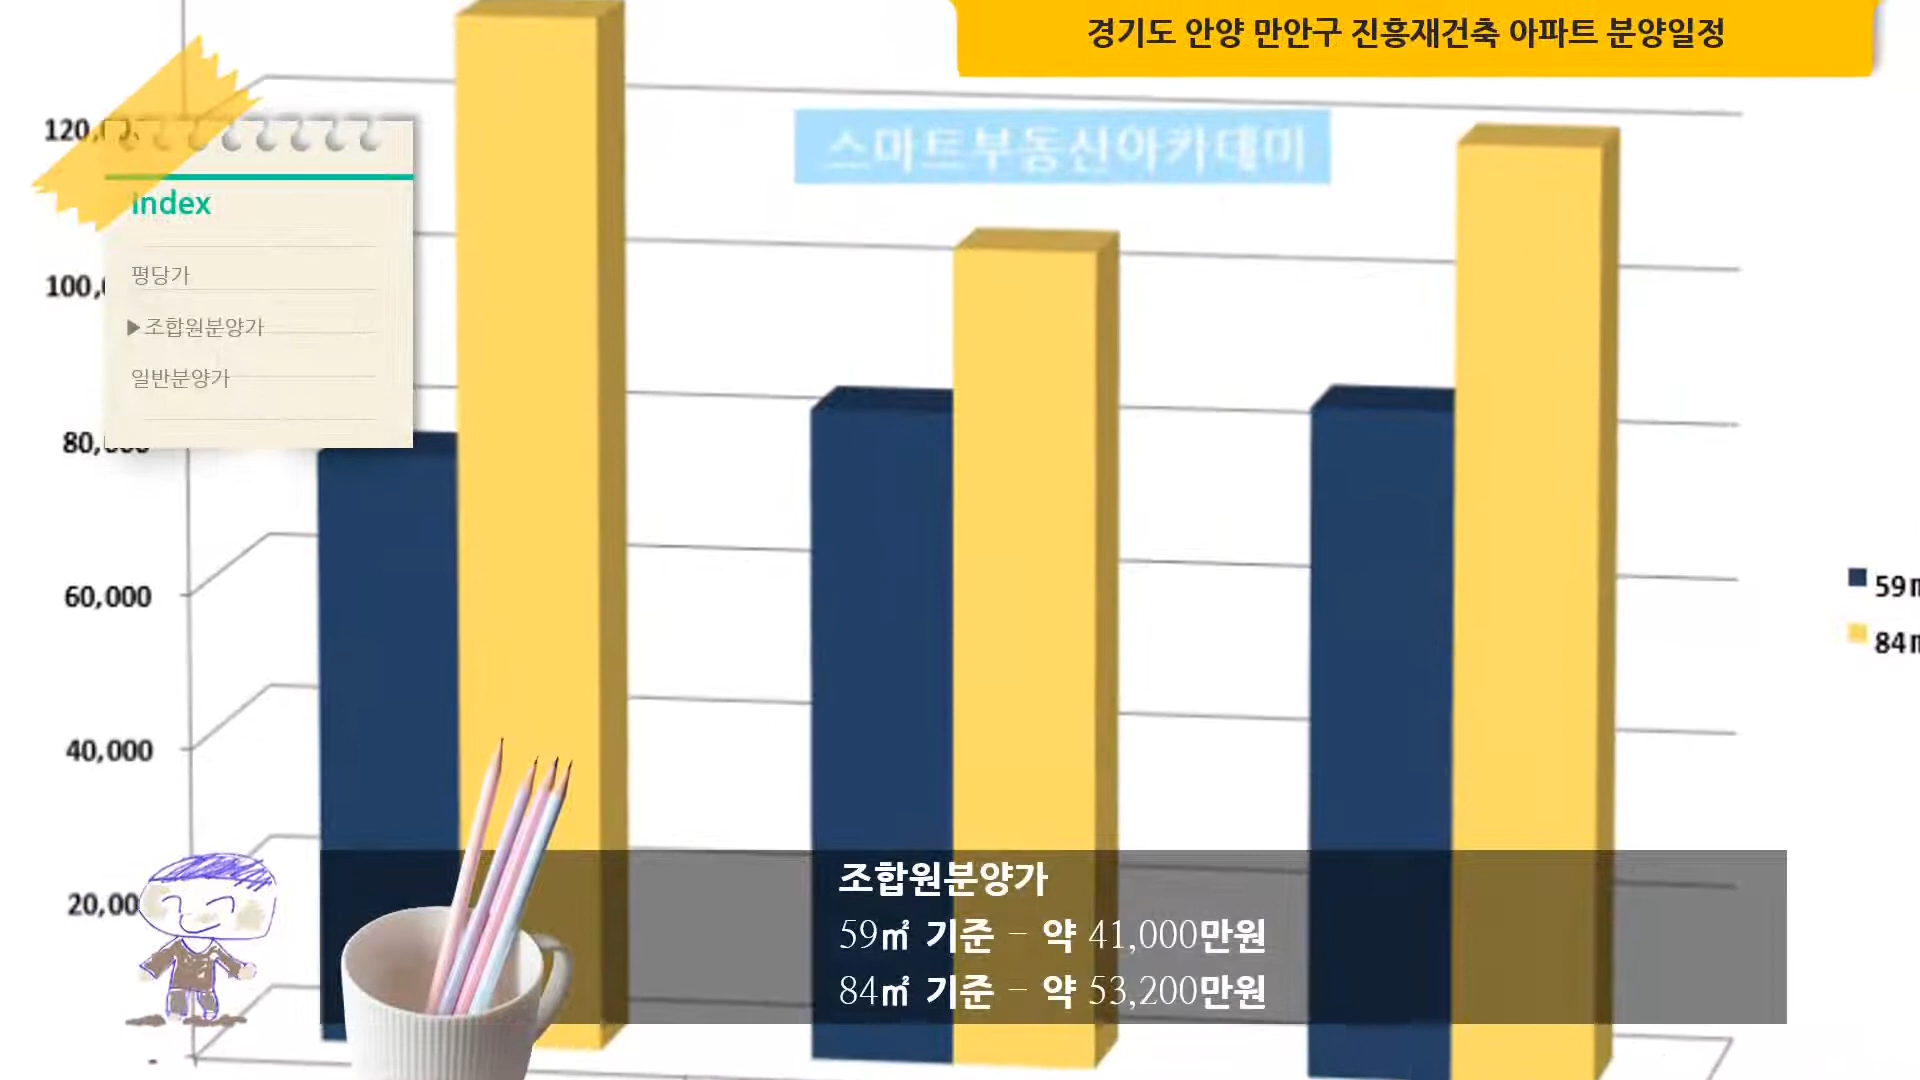 경기도 안양 만안구 진흥재건축 아파트 분양일정
스마트부동산아카데미
Index
평당가
▶조합원분양가
일반분양가
60,000
40,000
59
84
조합원분양가
59㎡ 기준 - 약 41,000만원
84㎡ 기준 - 약 53,200만원